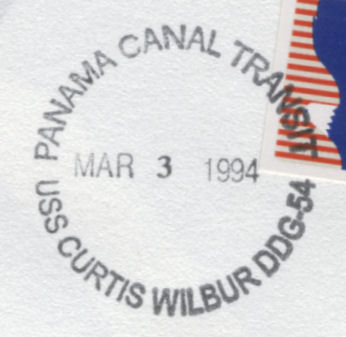 PANAMA CANAL TRANSIT
MAR 3 1994
USS CURTIS WILBUR DDG-54